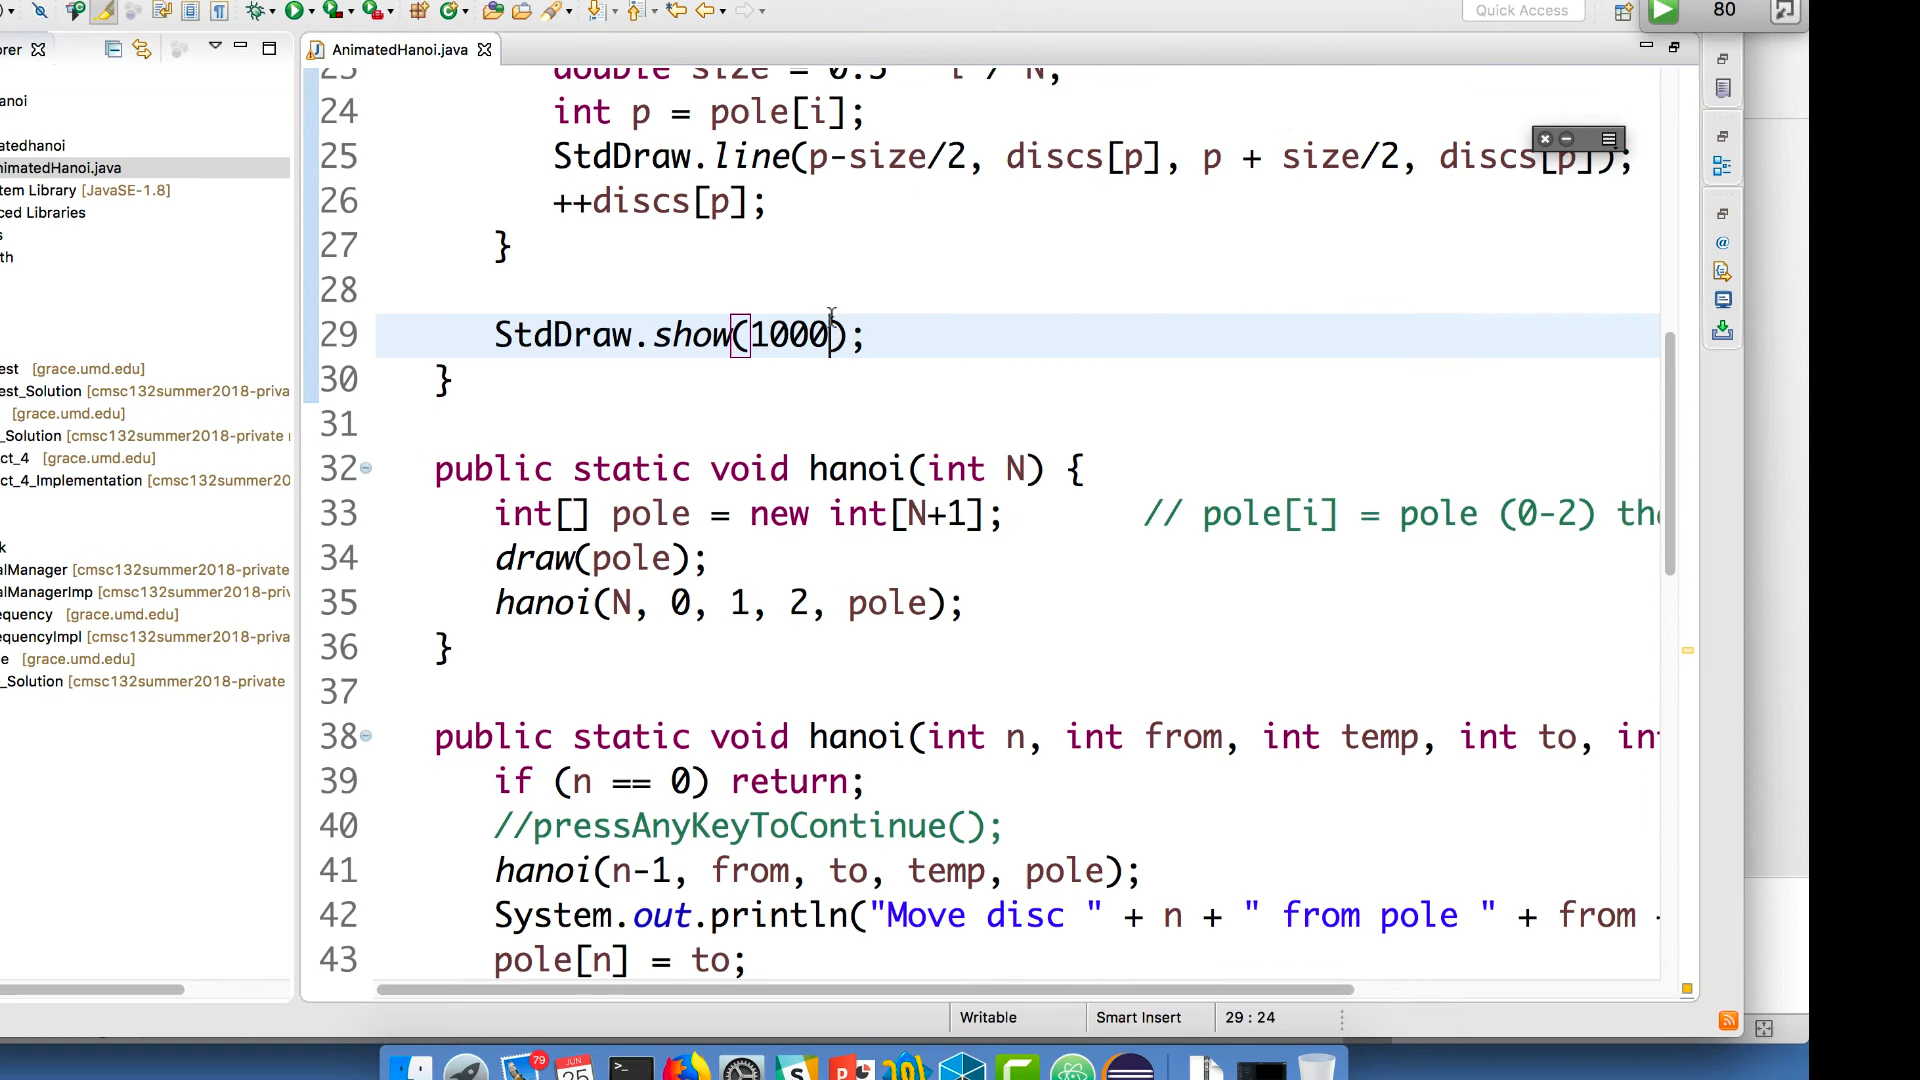 Quick Access
80
orer
AnimatedHanoi.java
anoi
atedhanoi
nimatedHanoi.java
tem Library [JavaSE-1.8]
ced Libraries
s
th
est [grace.umd.edu]
est_Solution [cmsc132summer2018-priva
[grace.umd.edu]
_Solution [cmsc132summer2018-private r
ct_4 [grace.umd.edu]
ct_4_Implementation [cmsc132summer20
k
alManager [cmsc132summer2018-private
alManagerImp [cmsc132summer2018-priv
equency [grace.umd.edu]
equencyImpl [cmsc132summer2018-priva
e [grace.umd.edu]
_Solution [cmsc132summer2018-private
24 int p = pole[i];
25 StdDraw.line(p-size/2, discs[p], p + size/2, discs[p]);
26 ++discs[p];
27 }
28
29 StdDraw.show(1000);
30 }
31
32 public static void hanoi(int N) {
33 int[] pole = new int[N+1]; // pole[i] = pole (0-2) th
34 draw(pole);
35 hanoi(N, 0, 1, 2, pole);
36 }
37
38 public static void hanoi(int n, int from, int temp, int to, in
39 if (n == 0) return;
40 //pressAnyKeyToContinue();
41 hanoi(n-1, from, to, temp, pole);
42 System.out.println("Move disc " + n + " from pole " + from
43 pole[n] = to;
Writable
Smart Insert
29 : 24
79
JUN
25